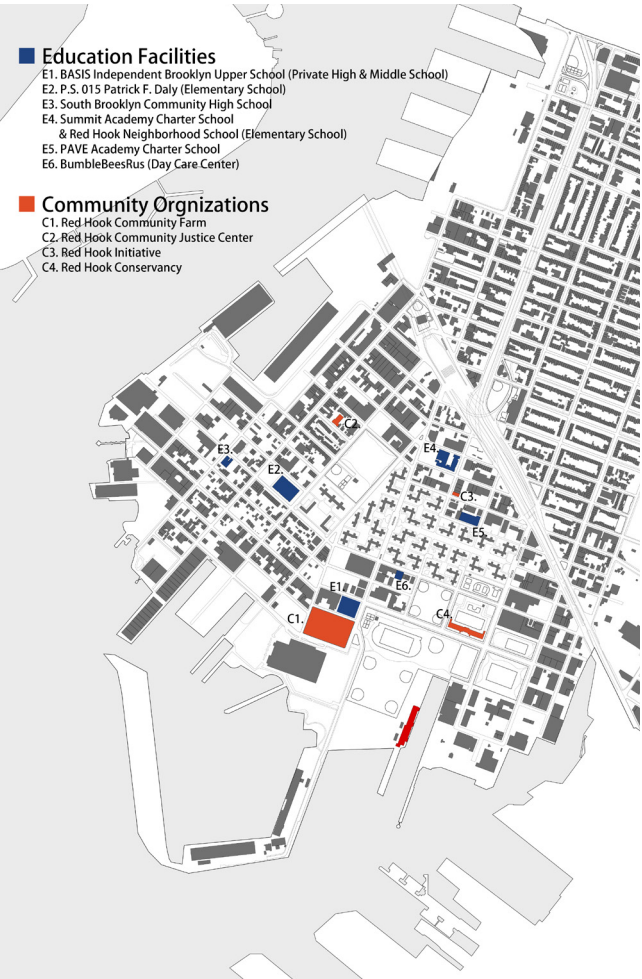 Education Facilities
E1. BASIS Independent Brooklyn Upper School (Private High & Middle School)
E2. P.S. 015 Patrick F. Daly (Elementary School)
E3. South Brooklyn Community High School
E4. Summit Academy Charter School
& Red Hook Neighborhood School (Elementary School)
E5. PAVE Academy Charter School
E6. BumbleBeesRus (Day Care Center)
Community Orgnizations
C1. Red Hook Community Farm
C2. Red Hook Community Justice Center
C3. Red Hook Initiative
C4. Red Hook Conservancy
C2.
E3.
E4.
E2.
C3.
E5.
E1.
E6.
C1.
C4.